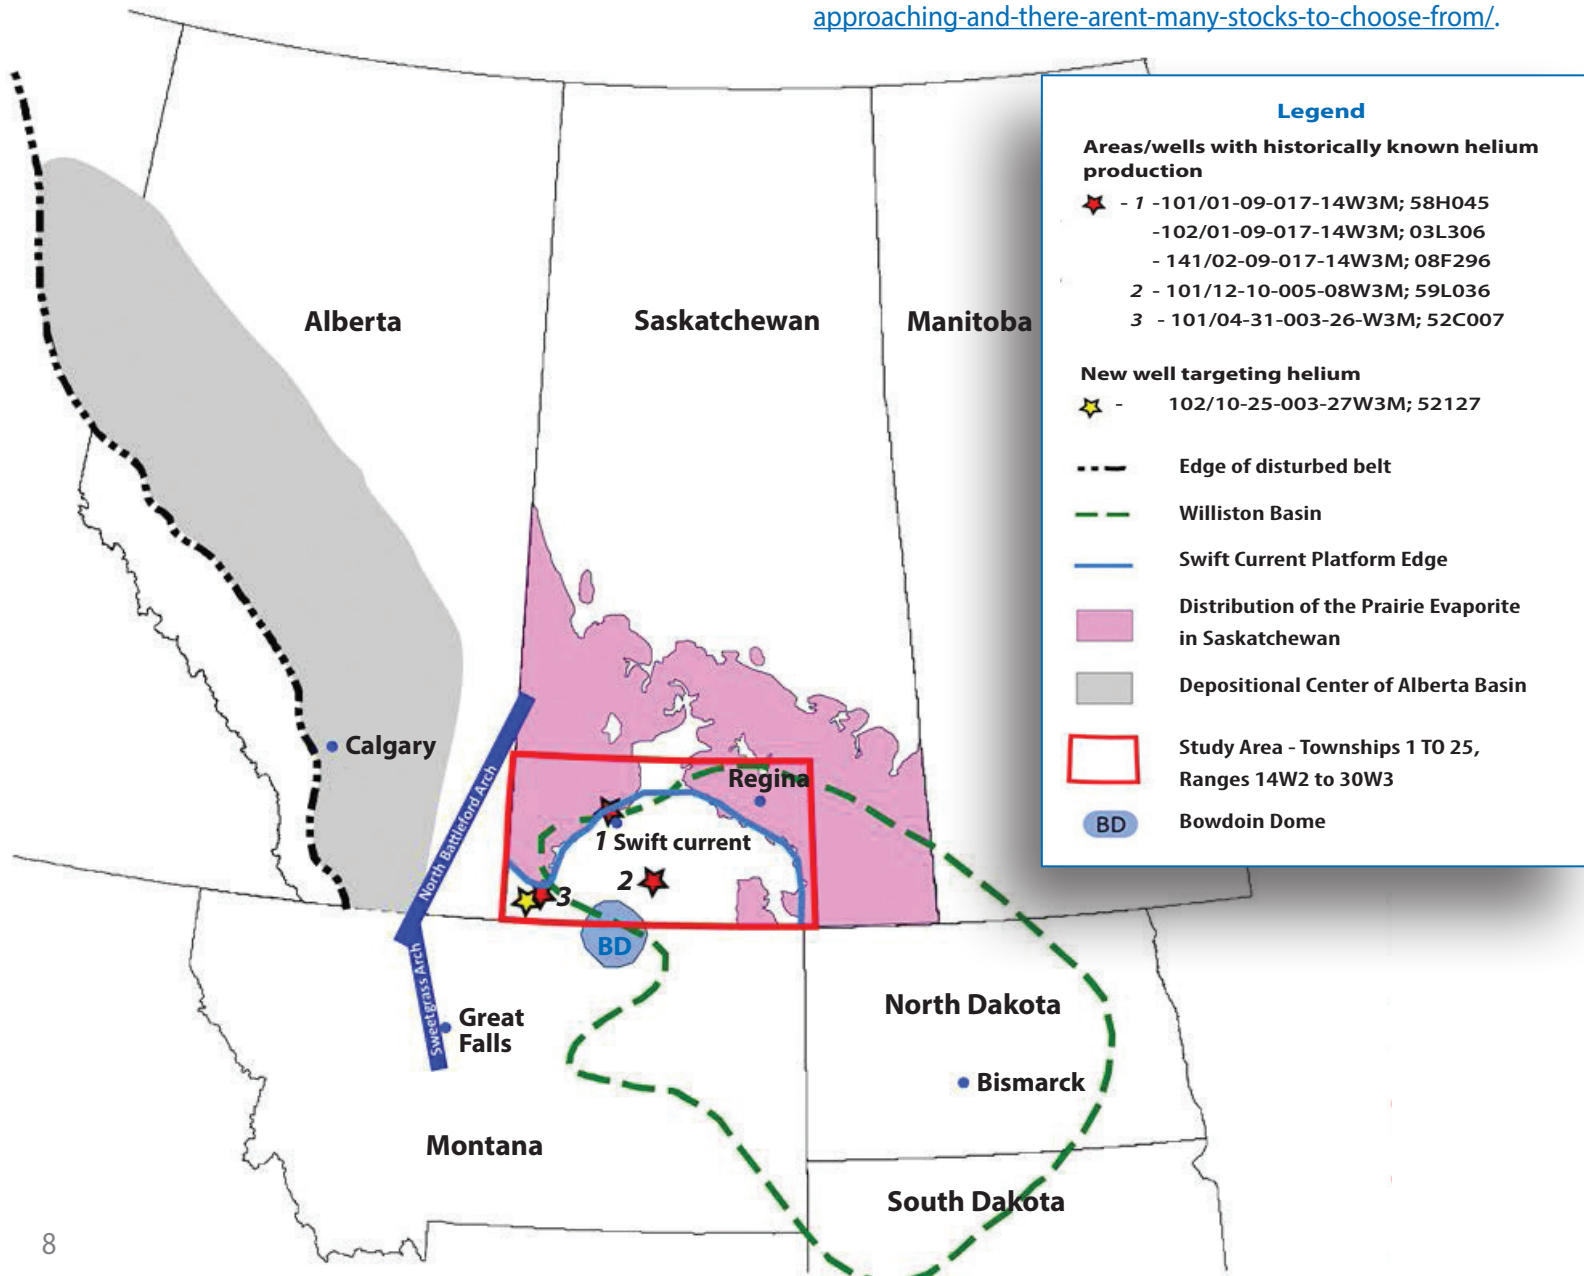 approaching-and-there-arent-many-stocks-to-choose-from/.
Legend
Areas/wells with historically known helium
production
- 1 -101/01-09-017-14W3M; 58H045
-102/01-09-017-14W3M; 03L306
- 141/02-09-017-14W3M; 08F296
2 - 101/12-10-005-08W3M; 59L036
3 - 101/04-31-003-26-W3M; 52C007
New well targeting helium
- 102/10-25-003-27W3M; 52127
Edge of disturbed belt
Williston Basin
Swift Current Platform Edge
Distribution of the Prairie Evaporite
in Saskatchewan
Depositional Center of Alberta Basin
Study Area - Townships 1 TO 25,
Ranges 14W2 to 30W3
BD
Bowdoin Dome
Alberta
Saskatchewan
Manitoba
Calgary
Regina
North Battleford Arch
1 Swift current
2
3
BD
Sweetgrass Arch
Great
Falls
North Dakota
Bismarck
Montana
South Dakota
8